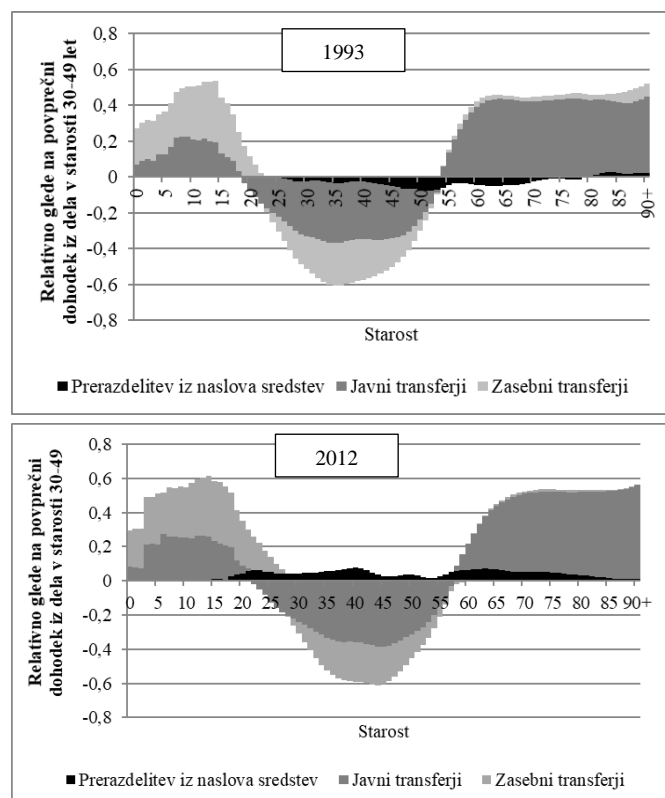 1993
Relativno glede na povprečni
dohodek iz dela v starosti 30-49 let
0,8
0,6
0,4
0,2
0
-0,2
-0,4
-0,6
-0,8
0 5 10 15 20 25 30 35 40 45 50 55 60 65 70 75 80 85 90+
Starost
Prerazdelitev iz naslova sredstev Javni transferji Zasebni transferji
2012
Relativno glede na povprečni
dohodek iz dela v starosti 30-49
0,8
0,6
0,4
0,2
0
-0,2
-0,4
-0,6
-0,8
0 5 10 15 20 25 30 35 40 45 50 55 60 65 70 75 80 85 90+
Starost
Prerazdelitev iz naslova sredstev Javni transferji Zasebni transferji